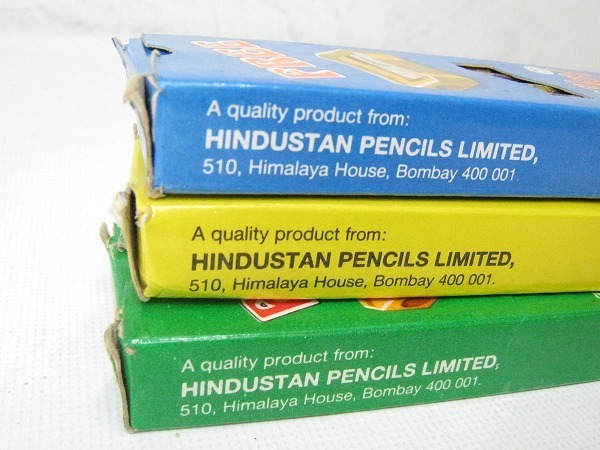 FREE
A quality product from:
HINDUSTAN PENCILS LIMITED,
510, Himalaya House, Bombay 400 001.
A quality product from:
HINDUSTAN PENCILS LIMITED,
510, Himalaya House, Bombay 400 001.
A quality product from:
HINDUSTAN PENCILS LIMITED,
510, Himalaya House, Bombay 400 001.